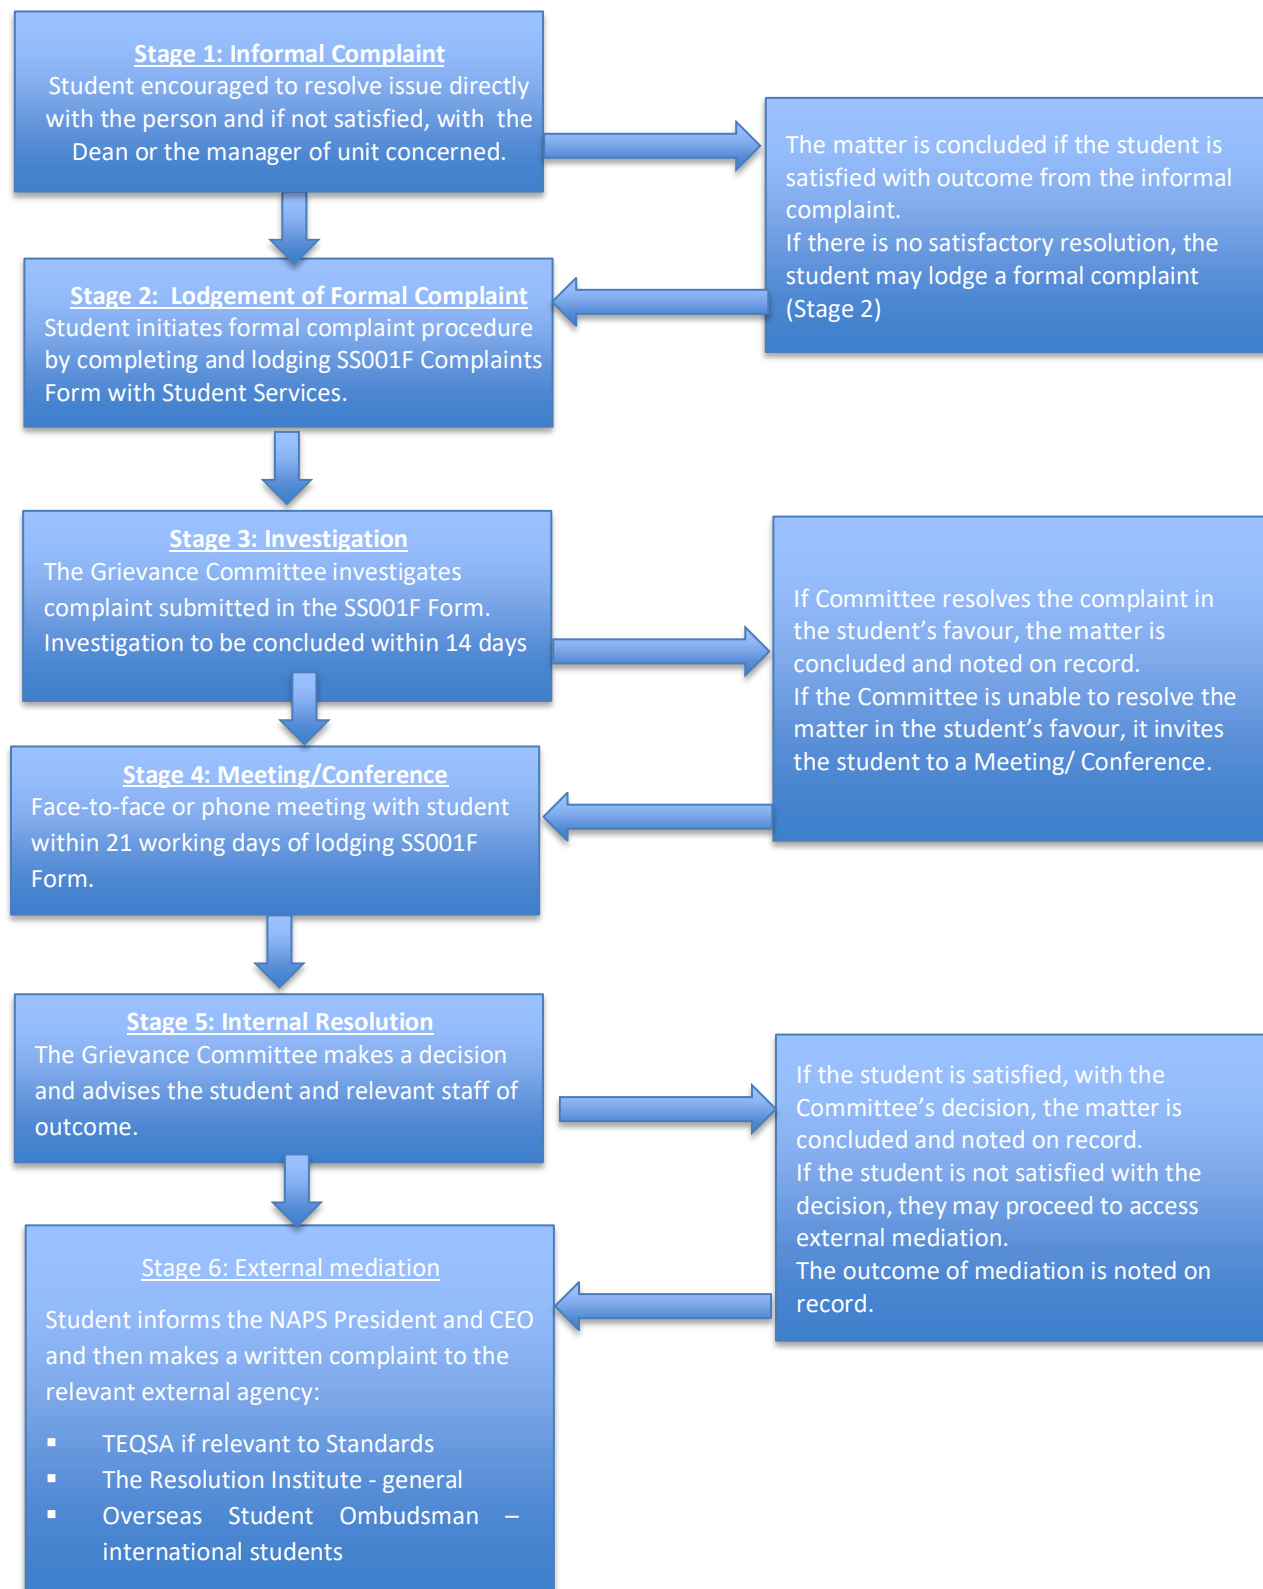 Stage 1: Informal Complaint
Student encouraged to resolve issue directly
with the person and if not satisfied, with the
Dean or the manager of unit concerned.
The matter is concluded if the student is
satisfied with outcome from the informal
complaint.
If there is no satisfactory resolution, the
student may lodge a formal complaint
(Stage 2)
Stage 2: Lodgement of Formal Complaint
Student initiates formal complaint procedure
by completing and lodging SS001F Complaints
Form with Student Services.
Stage 3: Investigation
The Grievance Committee investigates
complaint submitted in the SS001F Form.
Investigation to be concluded within 14 days
If Committee resolves the complaint in
the student’s favour, the matter is
concluded and noted on record.
If the Committee is unable to resolve the
matter in the student’s favour, it invites
the student to a Meeting/ Conference.
Stage 4: Meeting/Conference
Face-to-face or phone meeting with student
within 21 working days of lodging SS001F
Form.
Stage 5: Internal Resolution
The Grievance Committee makes a decision
and advises the student and relevant staff of
outcome.
If the student is satisfied, with the
Committee’s decision, the matter is
concluded and noted on record.
If the student is not satisfied with the
decision, they may proceed to access
external mediation.
The outcome of mediation is noted on
record.
Stage 6: External mediation
Student informs the NAPS President and CEO
and then makes a written complaint to the
relevant external agency:
▪ TEQSA if relevant to Standards
▪ The Resolution Institute - general
▪ Overseas Student Ombudsman –
international students